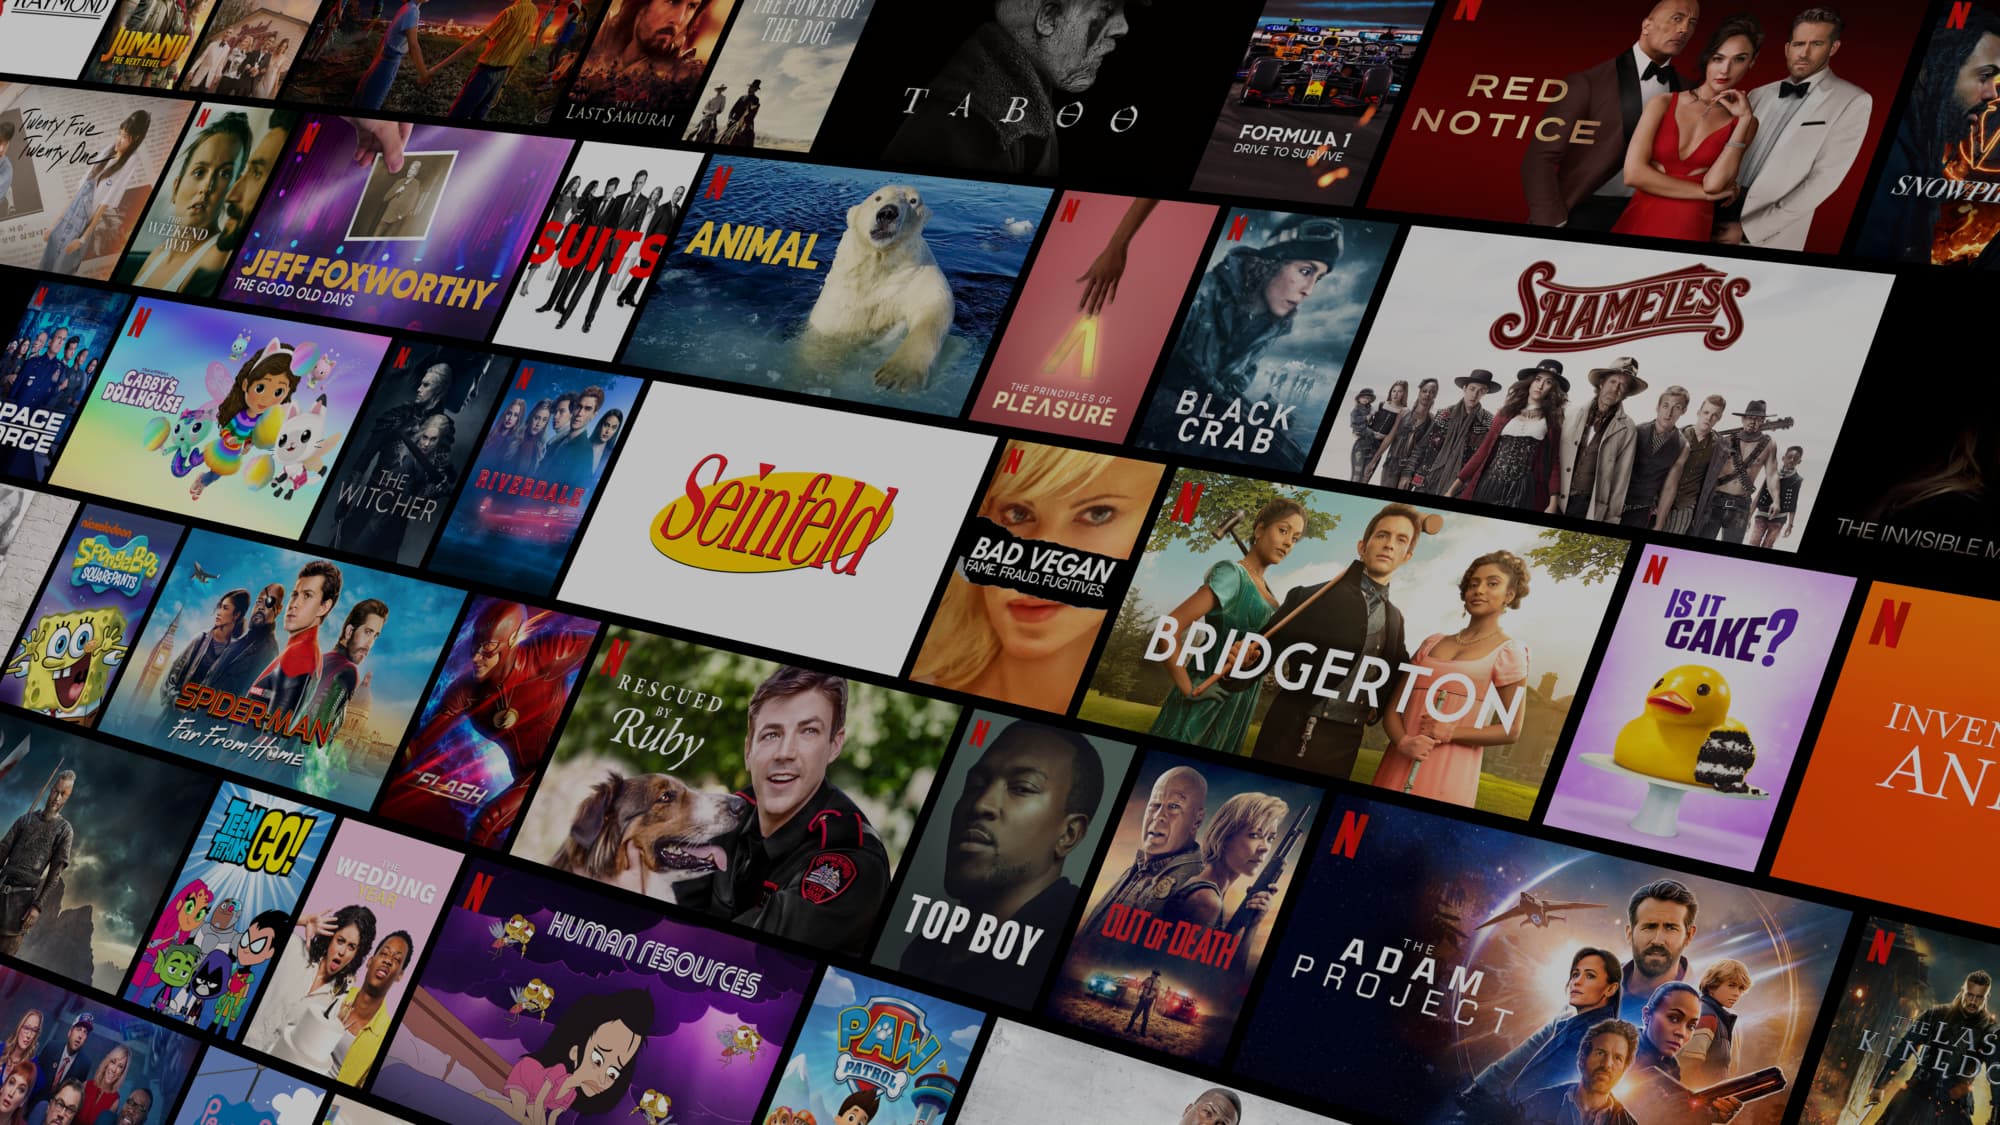 RAYMOND
JUMANJI
THE NEXT LEVEL
THE
LAST SAMURAI
THE POWER OF
THE DOG
TABOO
FORMULA 1
DRIVE TO SURVIVE
N
RED
NOTICE
N
Twenty Five
Twenty One
N
THE
WEEKEND
AWAY
N
JEFF FOXWORTHY
THE GOOD OLD DAYS
SUITS
N
ANIMAL
N
THE PRINCIPLES OF
PLEASURE
N
BLACK
CRAB
SHAMELESS
THE INVISIBLE M
N
PACE
ORCE
N
GABBY'S
DOLLHOUSE
N
THE
WITCHER
N
RIVERDALE
Seinfeld
N
BAD VEGAN
FAME. FRAUD. FUGITIVES.
N
BRIDGERTON
N
IS IT
CAKE?
N
INVEN
AN
nickelodeon
SpongeBob
SQUAREPANTS
MARVEL
SPIDER-MAN
Far From Home
FLASH
N
RESCUED
BY
Ruby
N
TOP BOY
OUT OF DEATH
N
THE
ADAM
PROJECT
N
THE LAS
KINGDO
TEEN
TITANS
GO!
THE
WEDDING
YEAR
N
HUMAN RESOURCES
PAW
PATROL